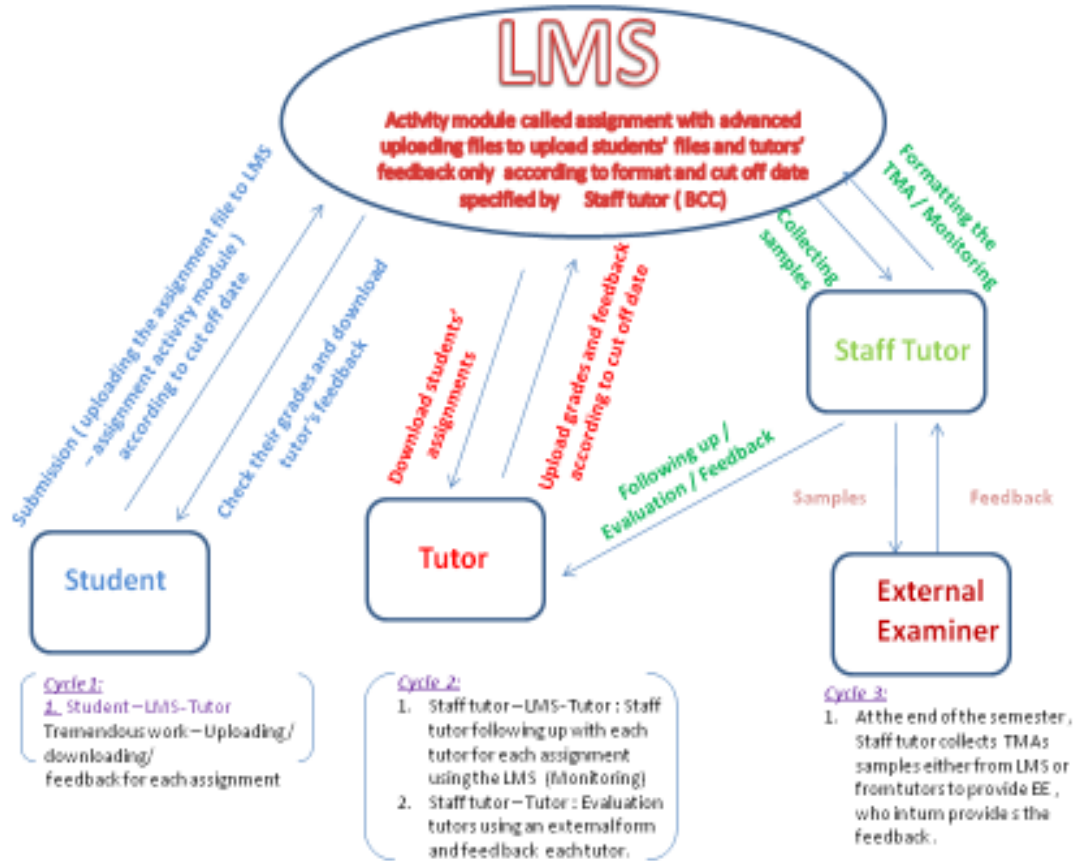 LMS
Activity module called assignment with advanced
uploading files to upload students' files and tutors'
feedback only according to format and cut off date
specified by Staff tutor ( BCC)
Submission ( uploading the assignment file to LMS
– assignment activity module )
according to cut off date
Check their grades and download
tutor's feedback
Download students'
assignments
Upload grades and feedback
according to cut off date
Collecting
samples
Formatting the
TMA / Monitoring
Staff Tutor
Following up /
Evaluation / Feedback
Samples
Feedback
Student
Tutor
External
Examiner
Cycle 1:
1. Student–LMS-Tutor
Tremendous work – Uploading/
downloading/
feedback for each assignment
Cycle 2:
1. Staff tutor – LMS-Tutor : Staff
tutor following up with each
tutor for each assignment
using the LMS (Monitoring)
2. Staff tutor – Tutor : Evaluation
tutors using an external form
and feedback each tutor.
Cycle 3:
1. At the end of the semester ,
Staff tutor collects TMAs
samples either from LMS or
from tutors to provide EE ,
who in turn provides the
feedback .